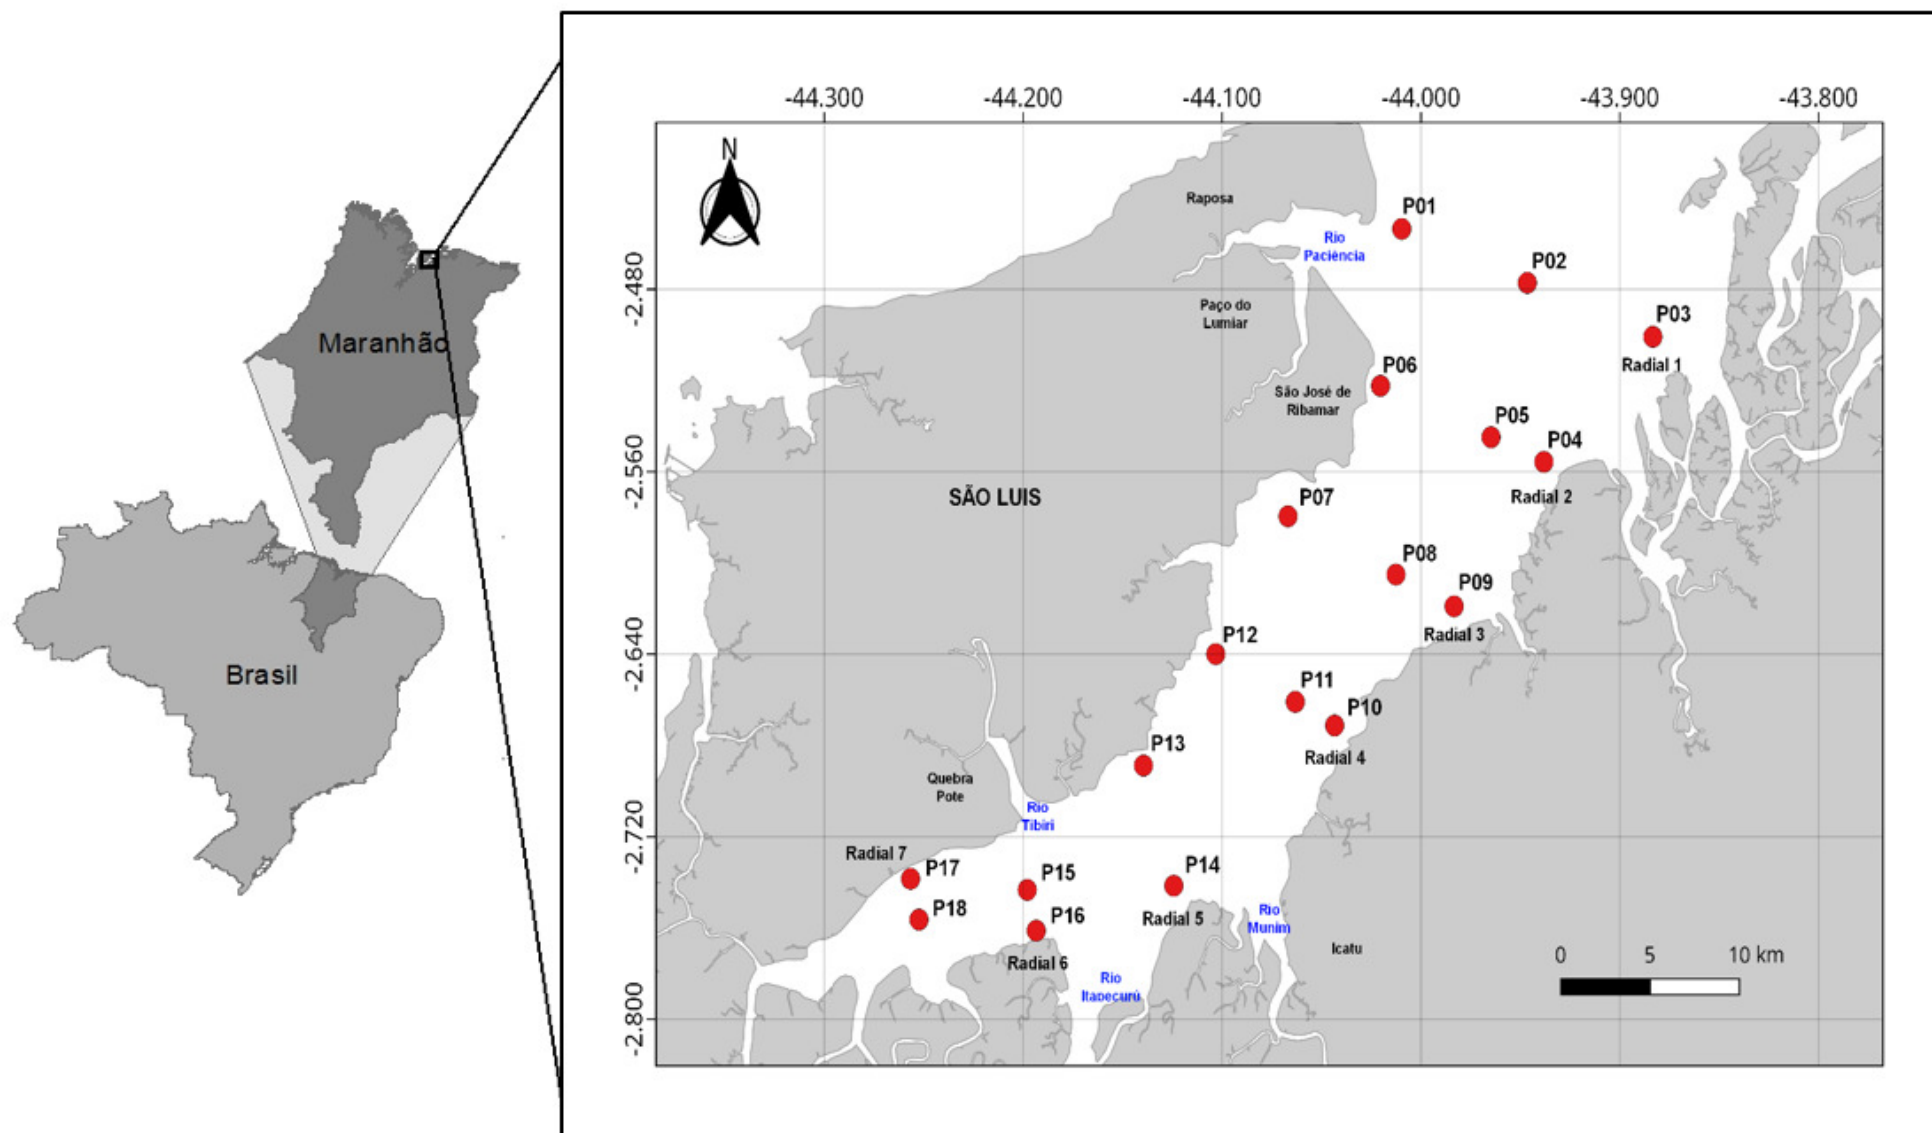 -44.300
-44.200
-44.100
-44.000
-43.900
-43.800
N
Raposa
P01
Rio
Paciência
P02
-2.480
Paço do
Lumiar
P03
Radial 1
Maranhão
P06
São José de
Ribamar
P05
P04
-2.560
SÃO LUIS
Radial 2
P07
P08
P09
Radial 3
-2.640
P12
Brasil
P11
P10
Radial 4
P13
Quebra
Pote
Rio
Tibiri
-2.720
Radial 7
P17
P15
P14
P18
P16
Radial 5
Rio
Munim
Icatu
Radial 6
Rio
Itapecurú
0 5 10 km
-2.800